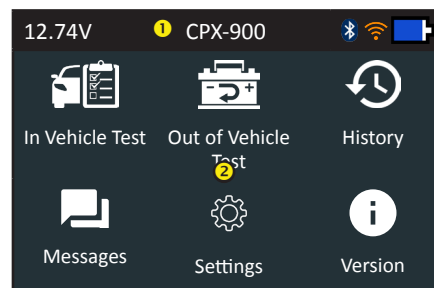 12.74V 1 CPX-900
In Vehicle Test Out of Vehicle Test History
2
Messages Settings Version